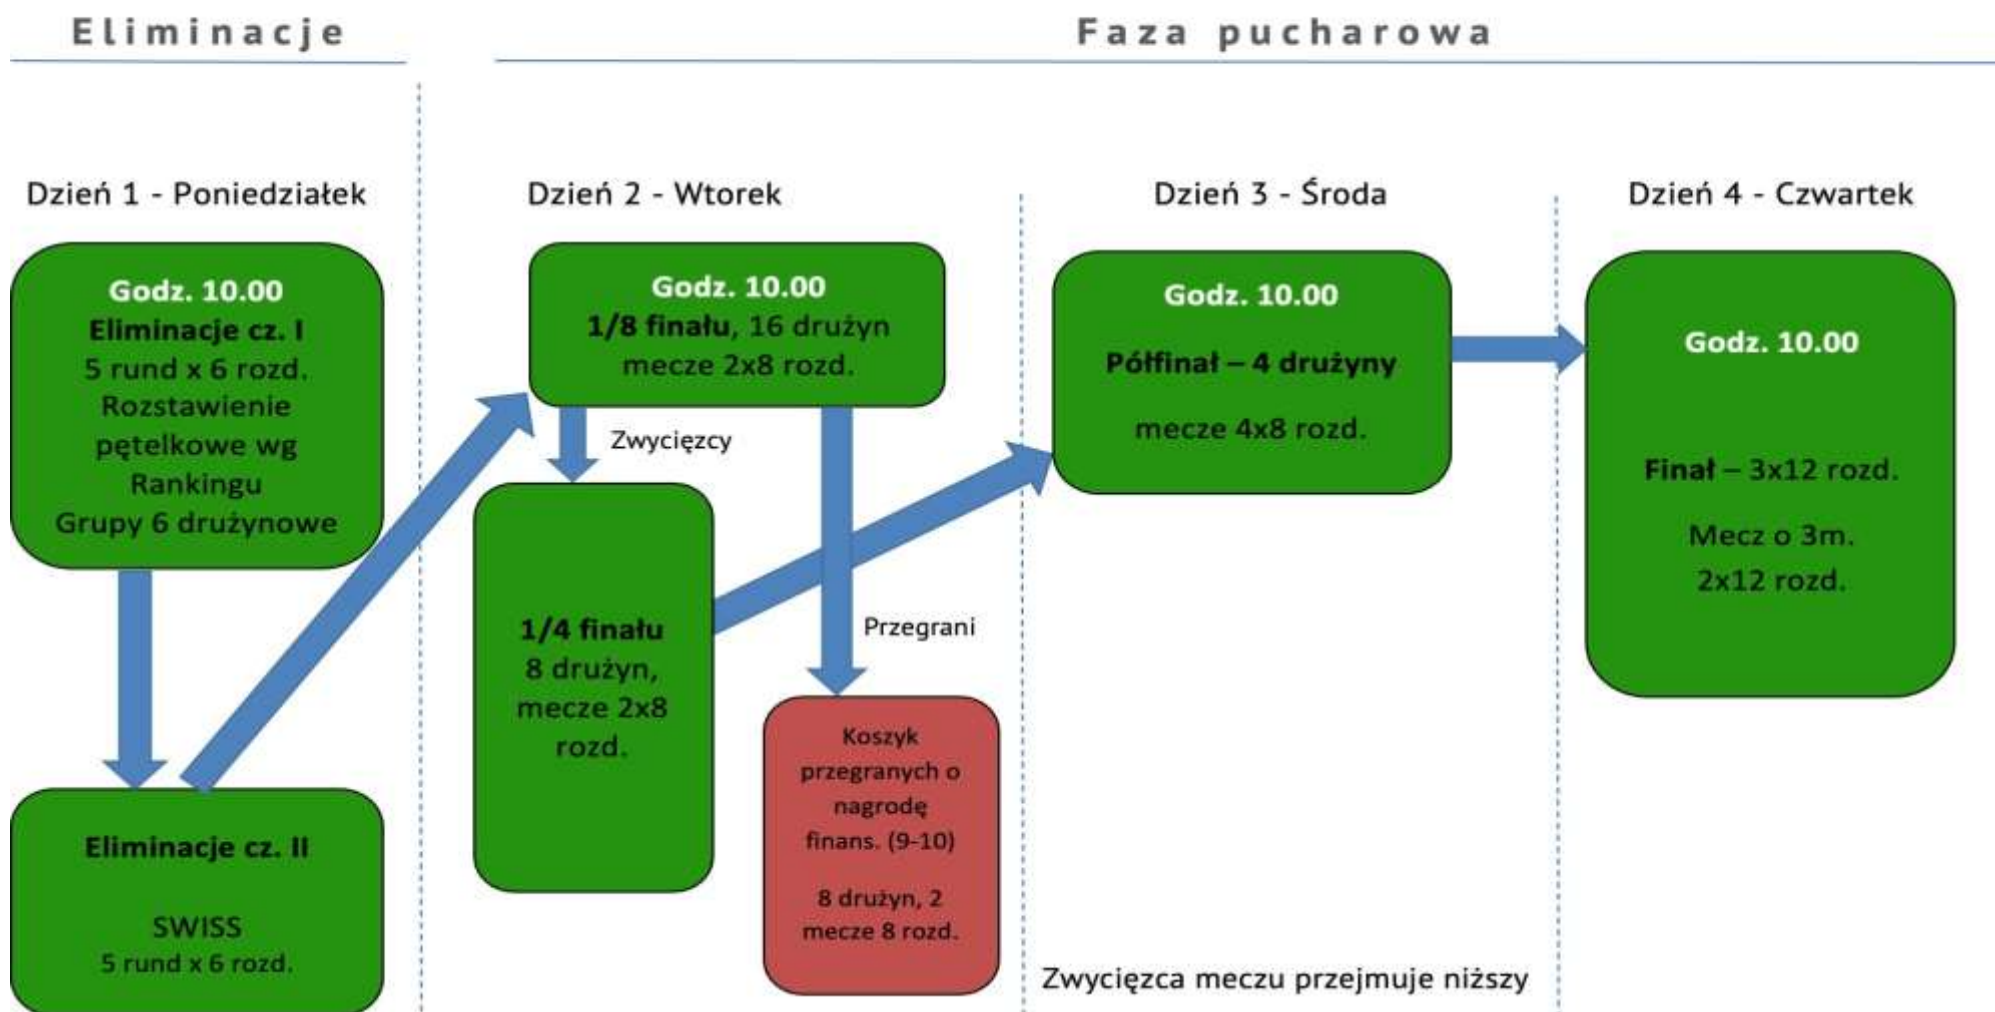 Eliminacje
Faza pucharowa
Dzień 1 - Poniedziałek
Godz. 10.00
Eliminacje cz. I
5 rund x 6 rozd.
Rozstawienie
pętelkowe wg
Rankingu
Grupy 6 drużynowe
Eliminacje cz. II
SWISS
5 rund x 6 rozd.
Dzień 2 - Wtorek
Godz. 10.00
1/8 finału, 16 drużyn
mecze 2x8 rozd.
Zwycięzcy
1/4 finału
8 drużyn,
mecze 2x8
rozd.
Przegrani
Koszyk
przegranych o
nagrodę
finans. (9-10)
8 drużyn, 2
mecze 8 rozd.
Dzień 3 - Środa
Godz. 10.00
Półfinał – 4 drużyny
mecze 4x8 rozd.
Zwycięzca meczu przejmuje niższy
Dzień 4 - Czwartek
Godz. 10.00
Finał – 3x12 rozd.
Mecz o 3m.
2x12 rozd.